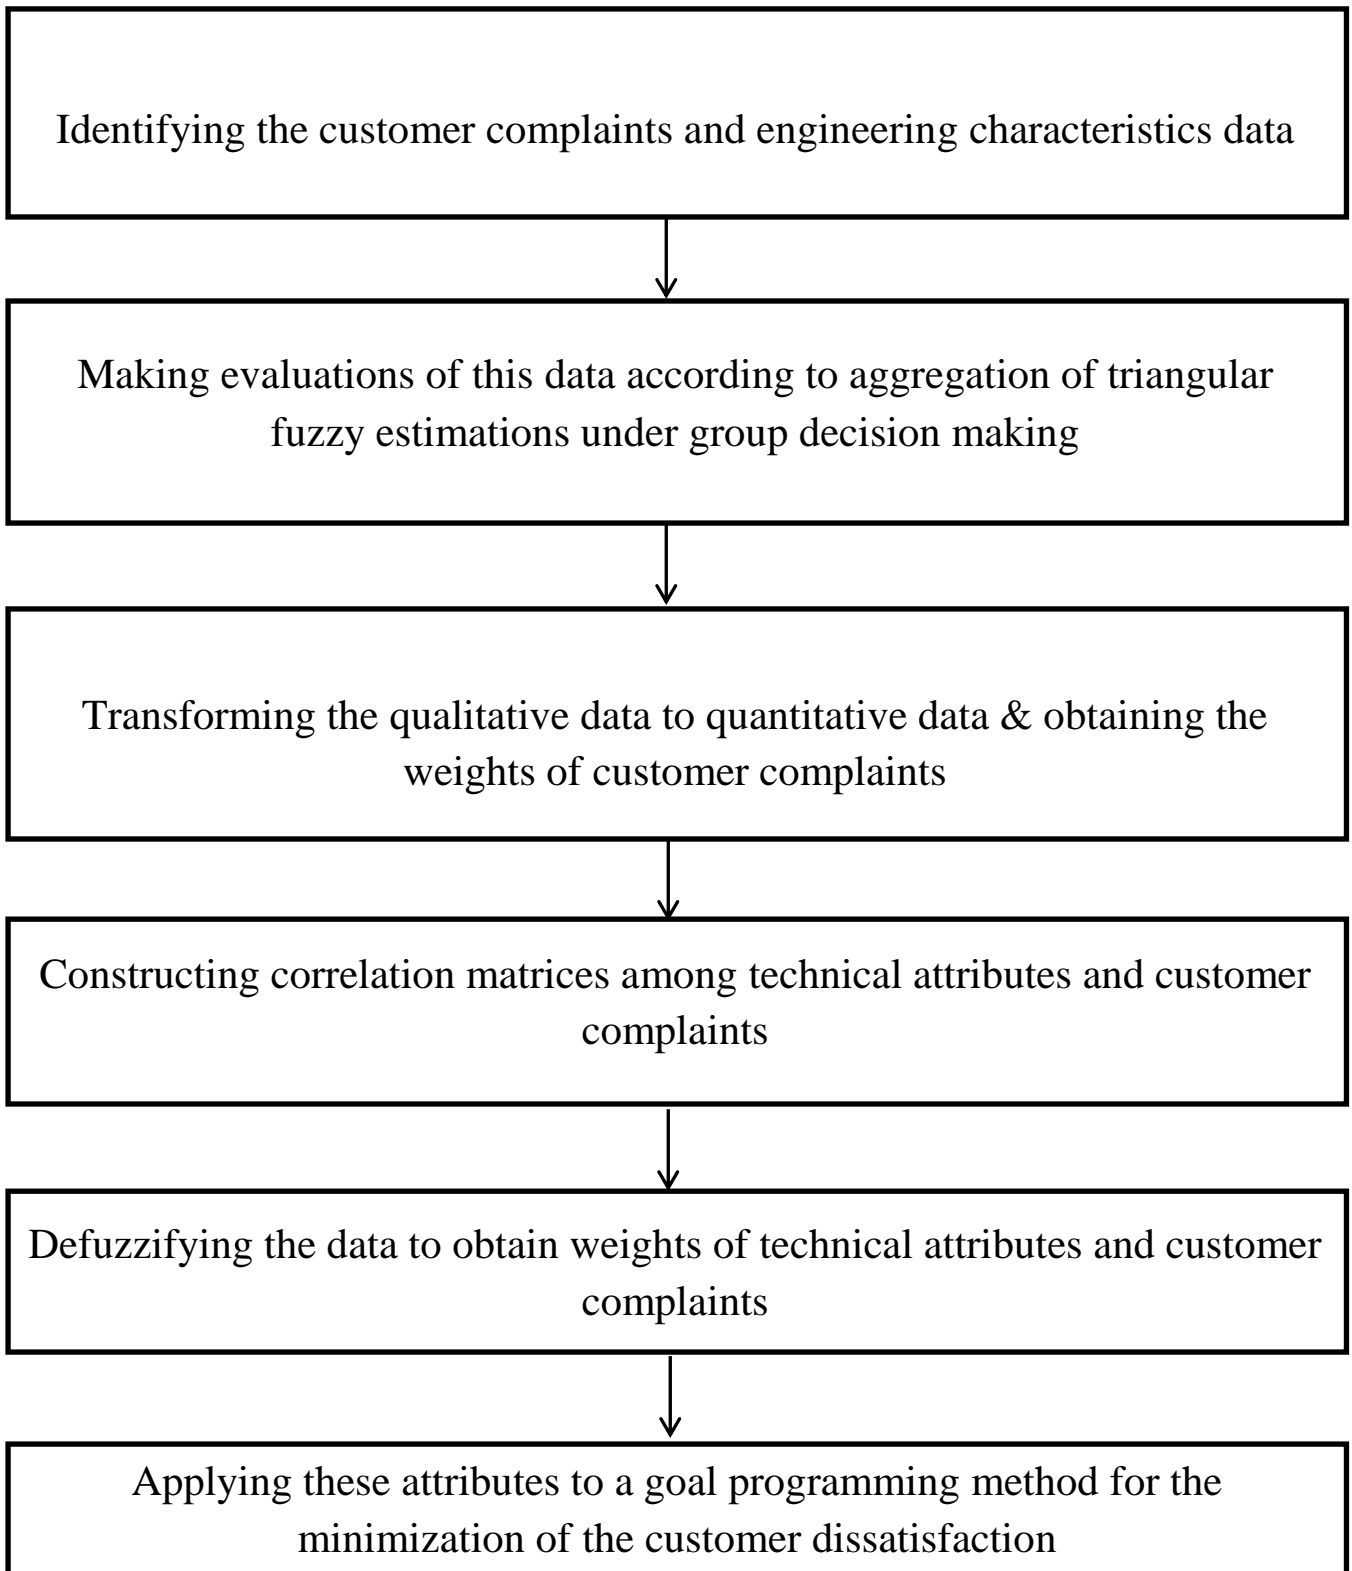 Identifying the customer complaints and engineering characteristics data
Making evaluations of this data according to aggregation of triangular
fuzzy estimations under group decision making
Transforming the qualitative data to quantitative data & obtaining the
weights of customer complaints
Constructing correlation matrices among technical attributes and customer
complaints
Defuzzifying the data to obtain weights of technical attributes and customer
complaints
Applying these attributes to a goal programming method for the
minimization of the customer dissatisfaction